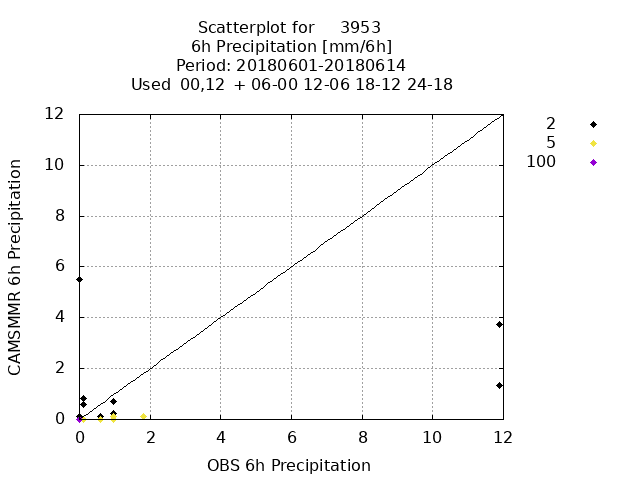 Scatterplot for 3953
6h Precipitation [mm/6h]
Period: 20180601-20180614
Used 00,12 + 06-00 12-06 18-12 24-18
12
10
8
6
4
2
0
0 2 4 6 8 10 12
CAMSMMR 6h Precipitation
OBS 6h Precipitation
2
5
100